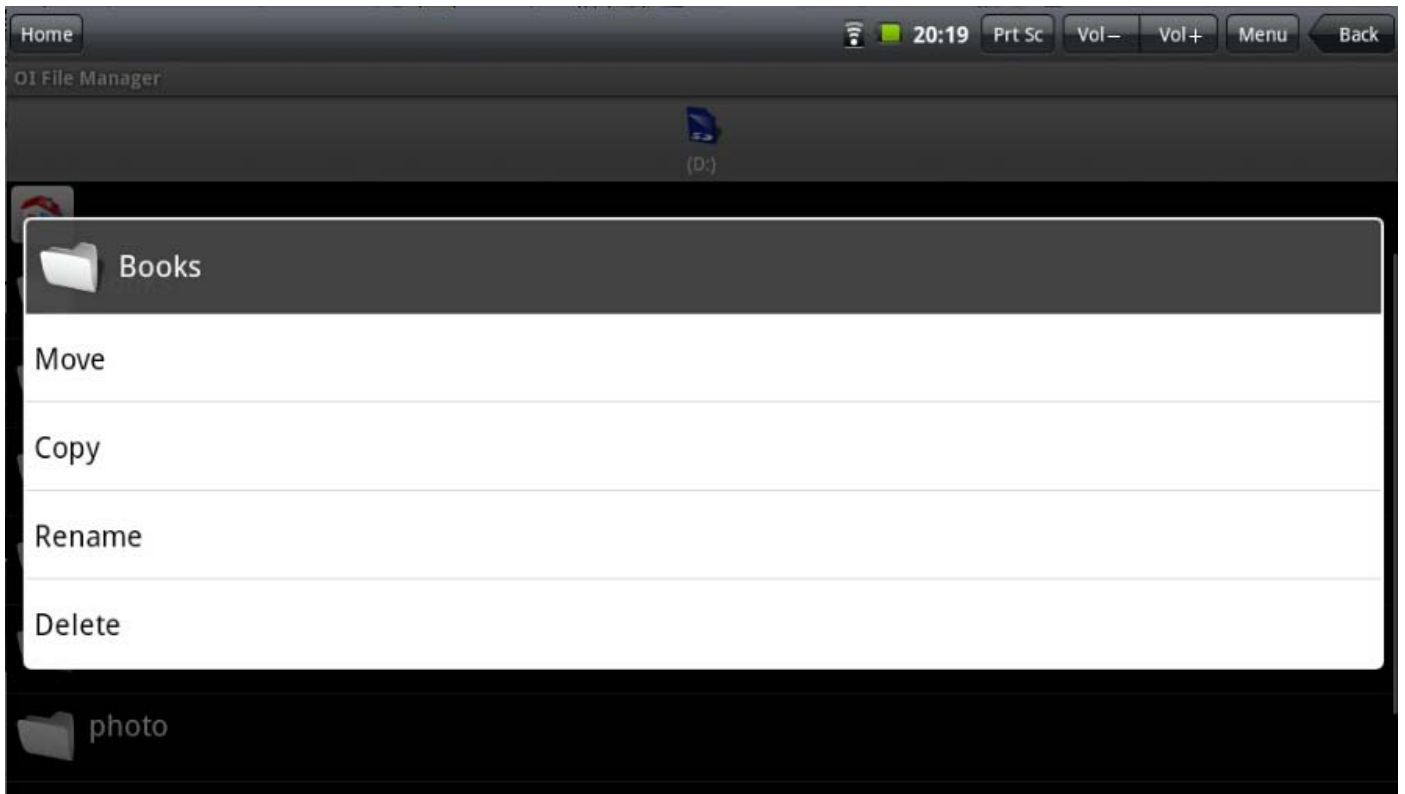 Home 20:19 Prt Sc Vol− Vol+ Menu Back
OI File Manager
(D:)
Books
Move
Copy
Rename
Delete
photo